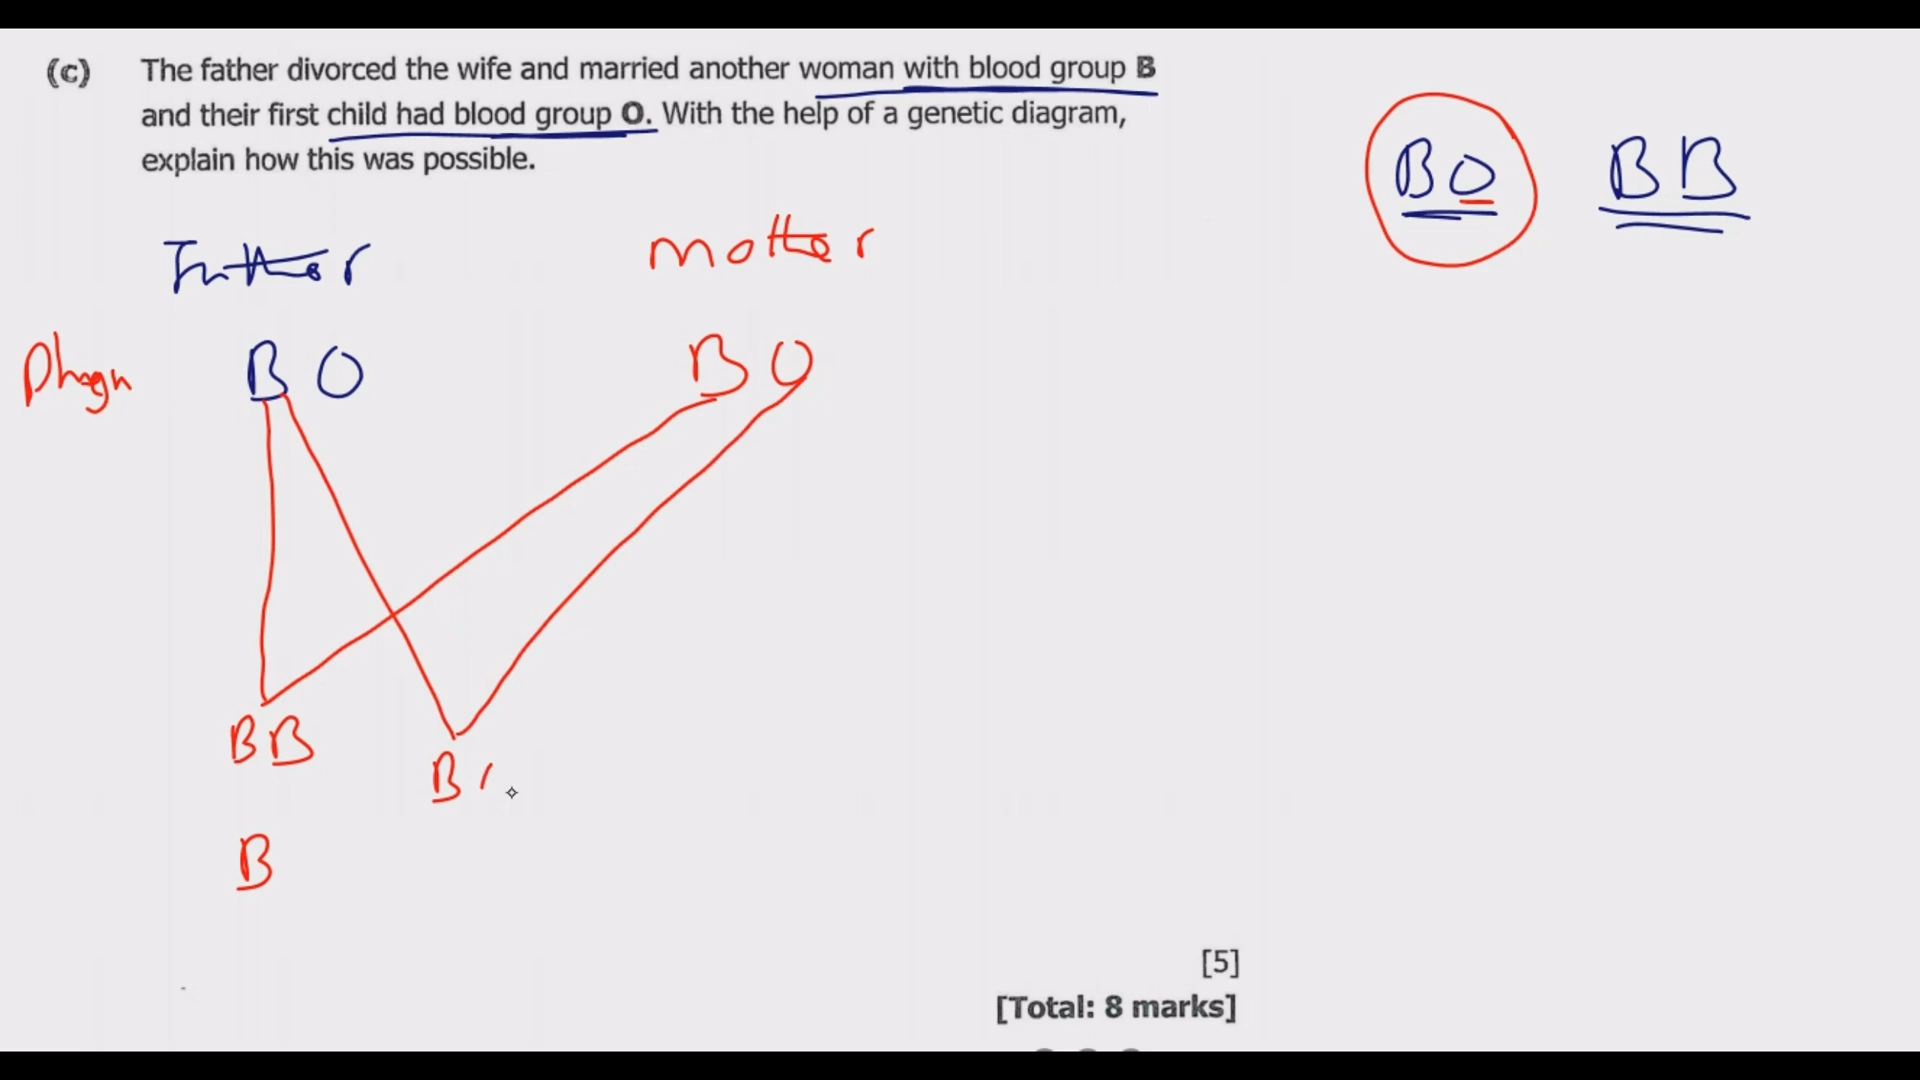 (c) The father divorced the wife and married another woman with blood group B
and their first child had blood group O. With the help of a genetic diagram,
explain how this was possible.
BO BB
Father mother
BO BO
BB
B
B
[5]
[Total: 8 marks]